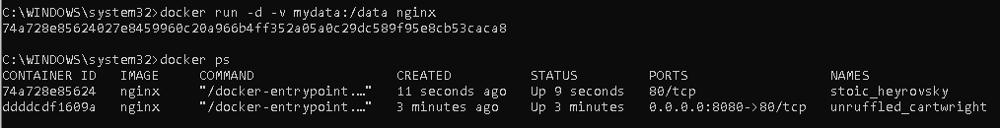 C:\WINDOWS\system32>docker run -d -v mydata:/data nginx
74a728e85624027e8459960c20a966b4ff352a05a0c29dc589f95e8cb53caca8
C:\WINDOWS\system32>docker ps
CONTAINER ID   IMAGE     COMMAND                  CREATED          STATUS         PORTS                  NAMES
74a728e85624   nginx     "/docker-entrypoint.…"   11 seconds ago   Up 9 seconds   80/tcp                 stoic_heyrovsky
ddddcdf1609a   nginx     "/docker-entrypoint.…"   3 minutes ago    Up 3 minutes   0.0.0.0:8080->80/tcp   unruffled_cartwright